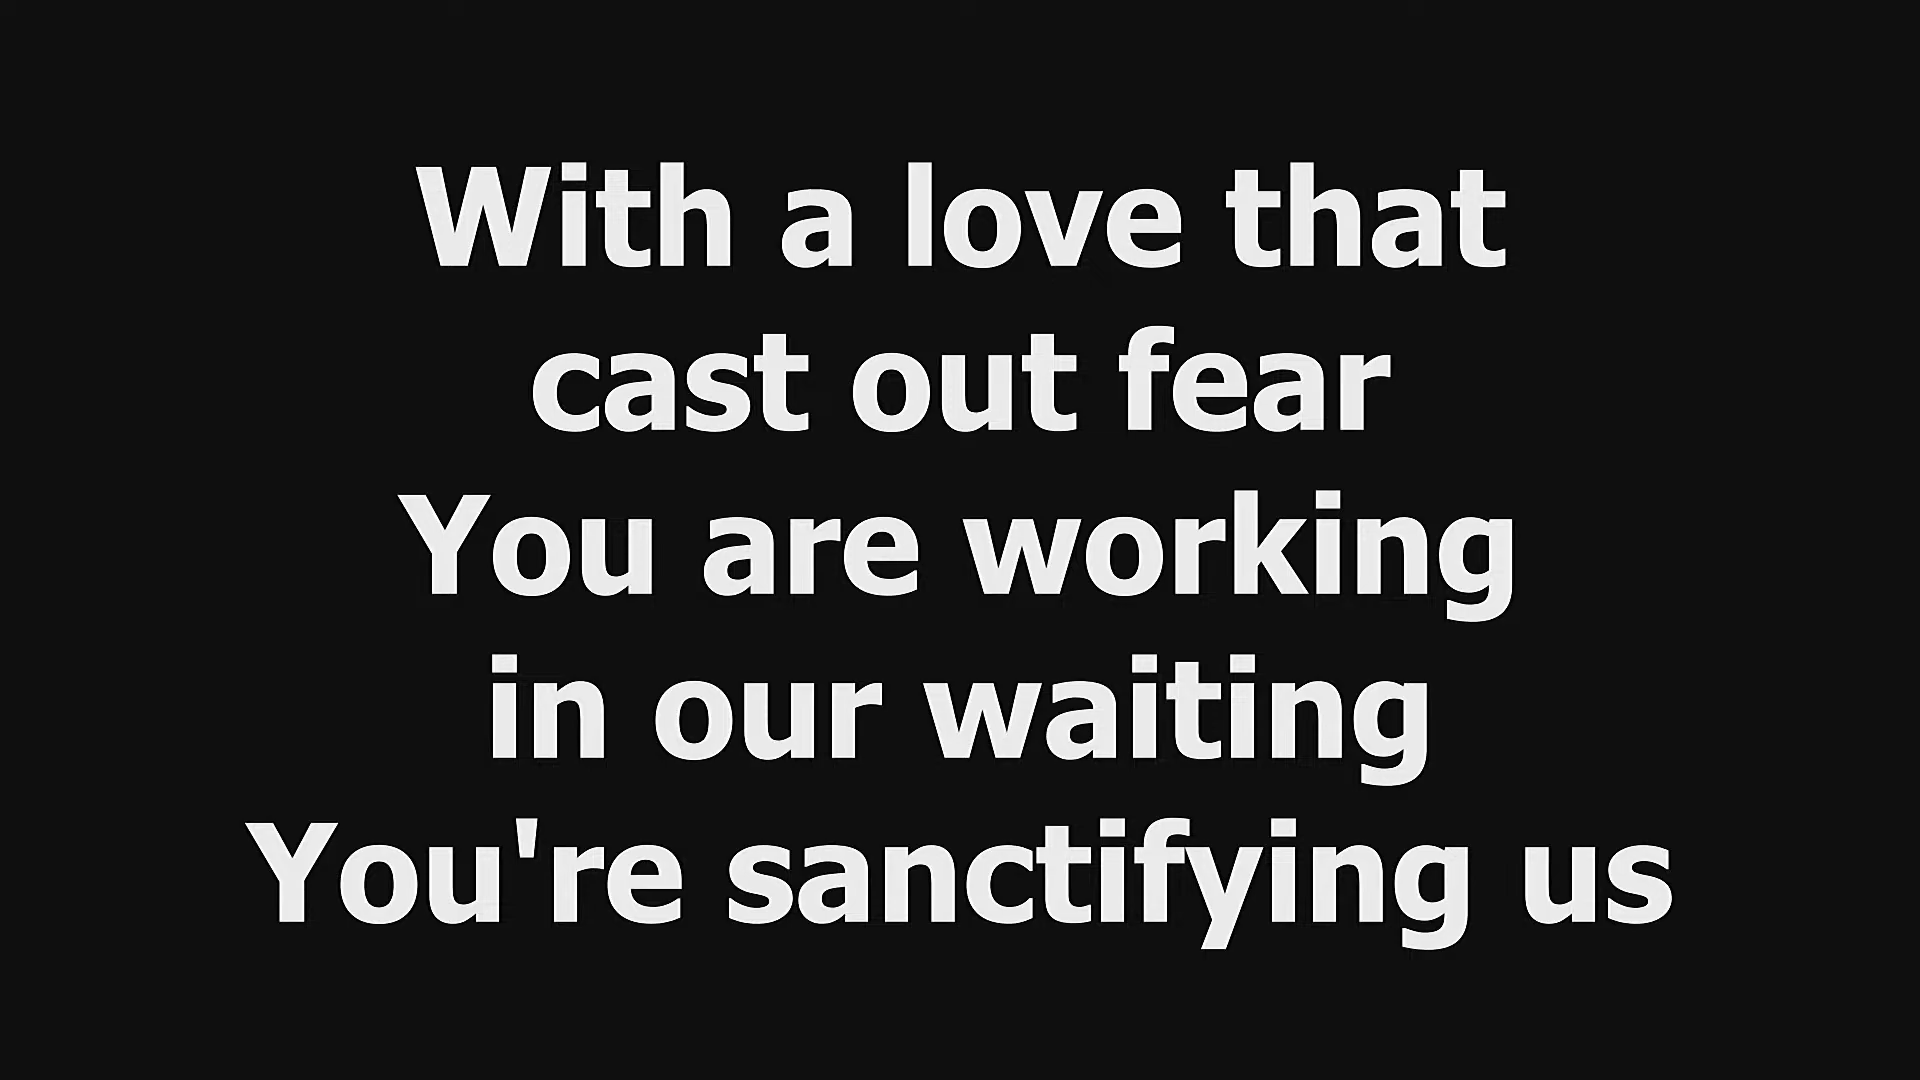 With a love that
cast out fear
You are working
in our waiting
You're sanctifying us